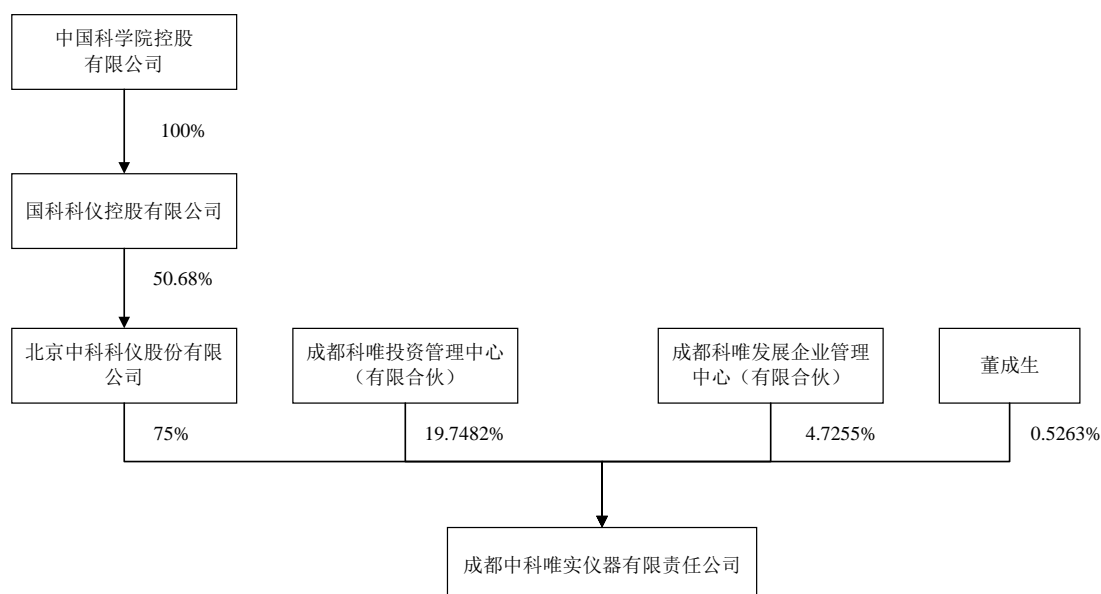 中国科学院控股
有限公司
100%
国科科仪控股有限公司
50.68%
北京中科科仪股份有限
公司
成都科唯投资管理中心
（有限合伙）
成都科唯发展企业管理
中心（有限合伙）
董成生
75%
19.7482%
4.7255%
0.5263%
成都中科唯实仪器有限责任公司